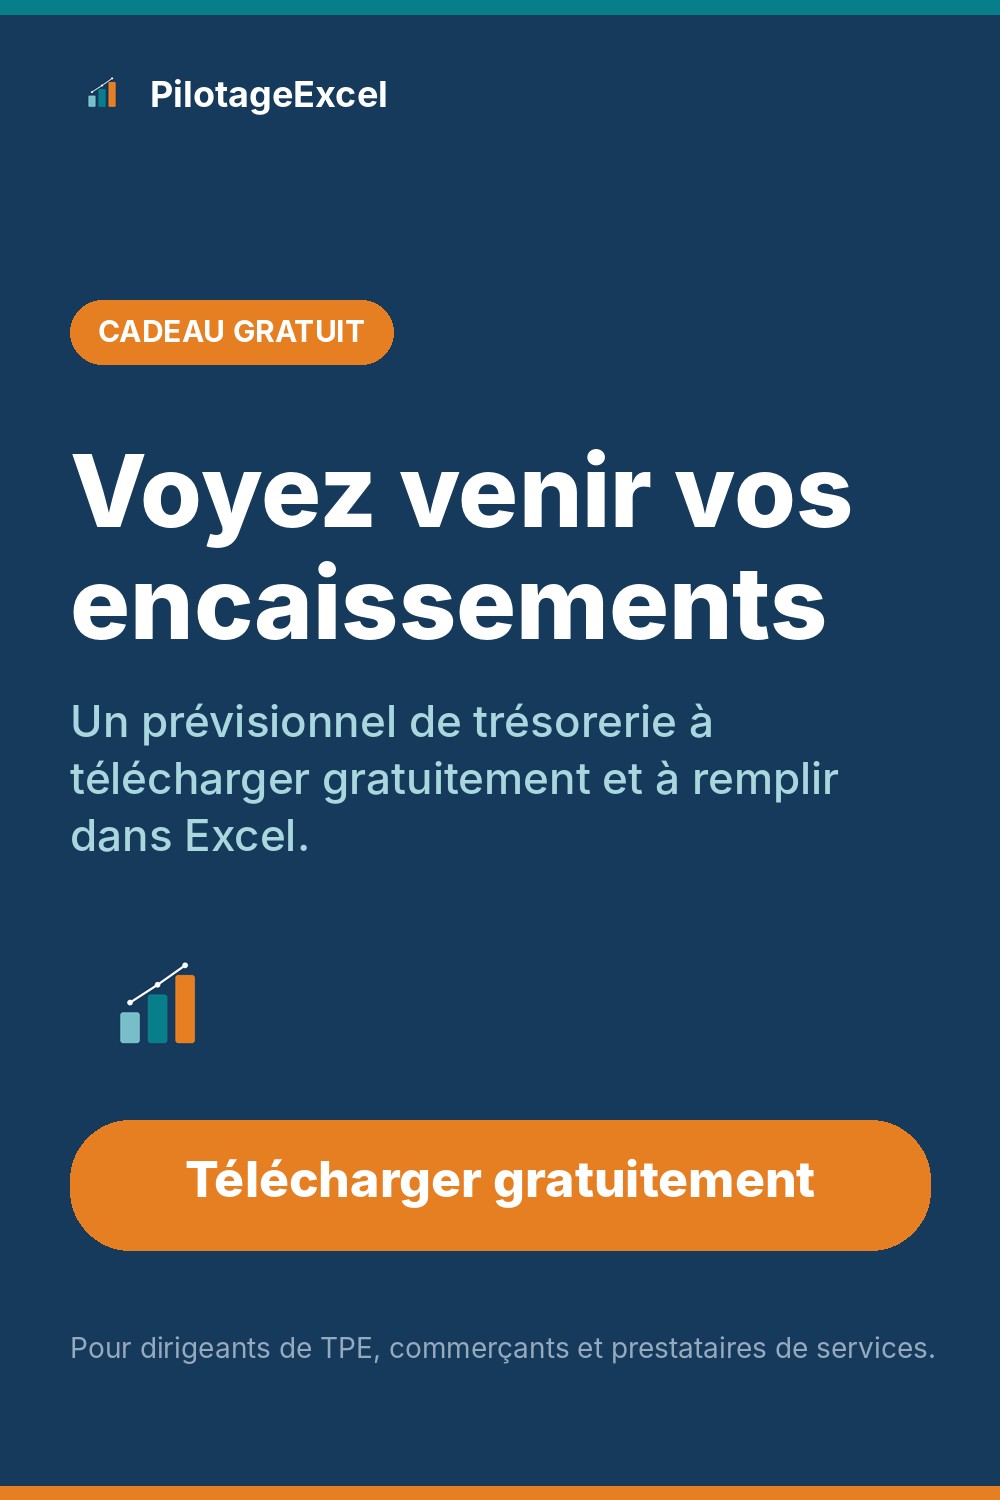 PilotageExcel
CADEAU GRATUIT
Voyez venir vos
encaissements
Un prévisionnel de trésorerie à
télécharger gratuitement et à remplir
dans Excel.
Télécharger gratuitement
Pour dirigeants de TPE, commerçants et prestataires de services.